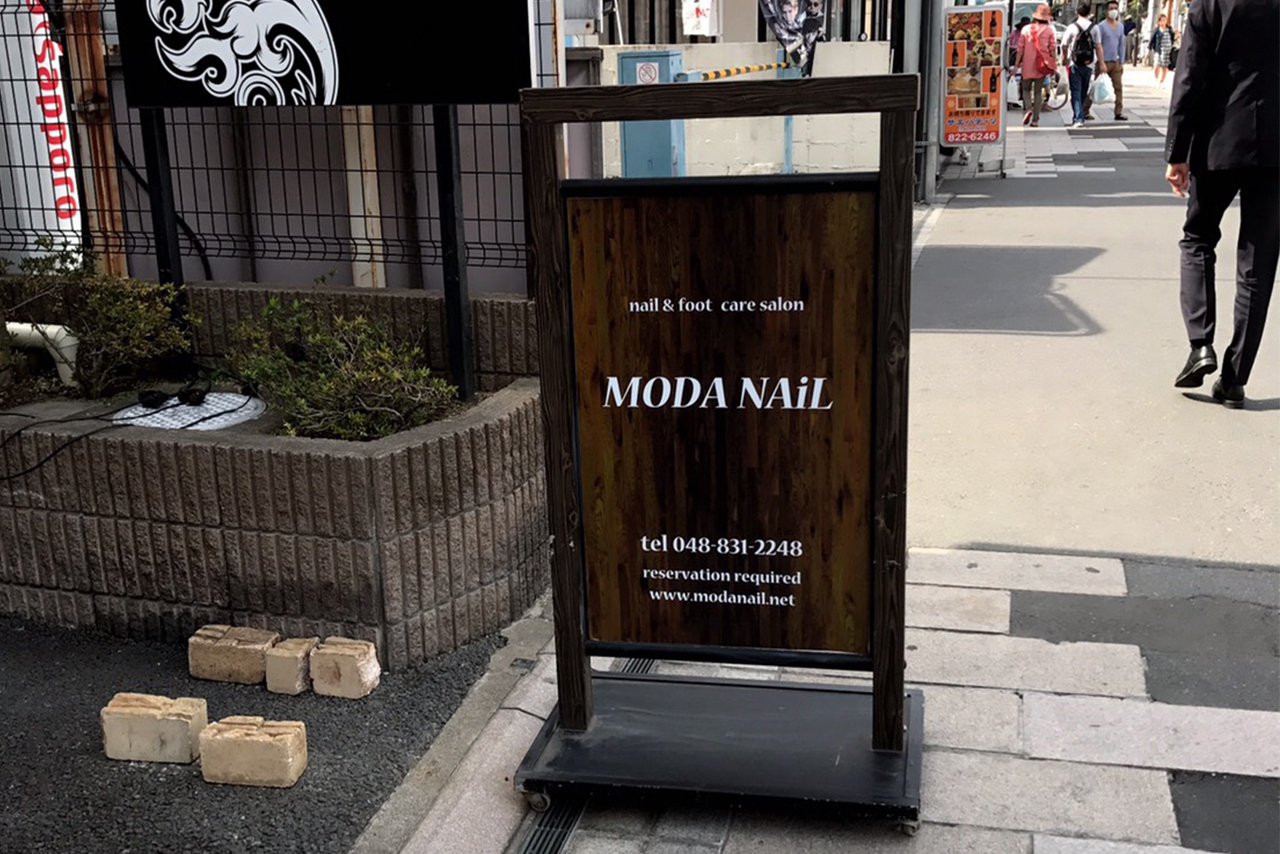 sapporo
822-6246
nail & foot care salon
MODA NAiL
tel 048-831-2248
reservation required
www.modanail.net